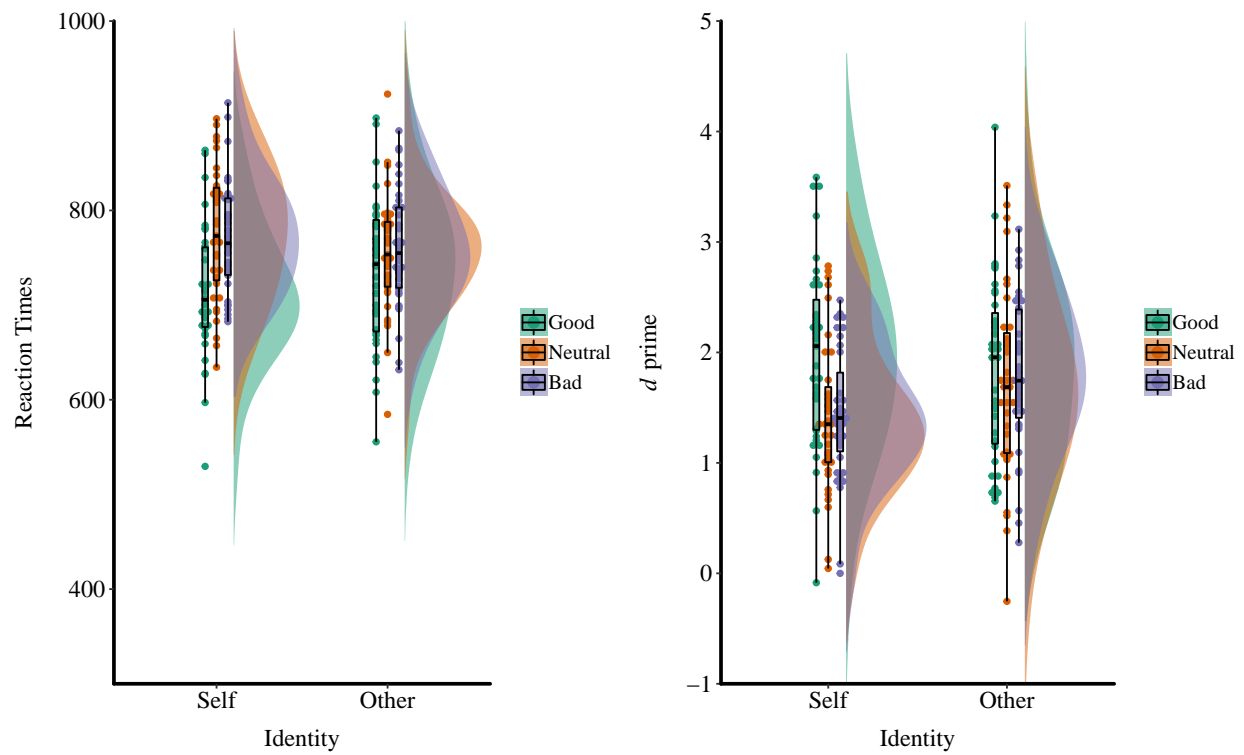 1000
800
600
400
Reaction Times
Self
Other
Identity
Good
Neutral
Bad
5
4
3
2
1
0
−1
d prime
Self
Other
Identity
Good
Neutral
Bad